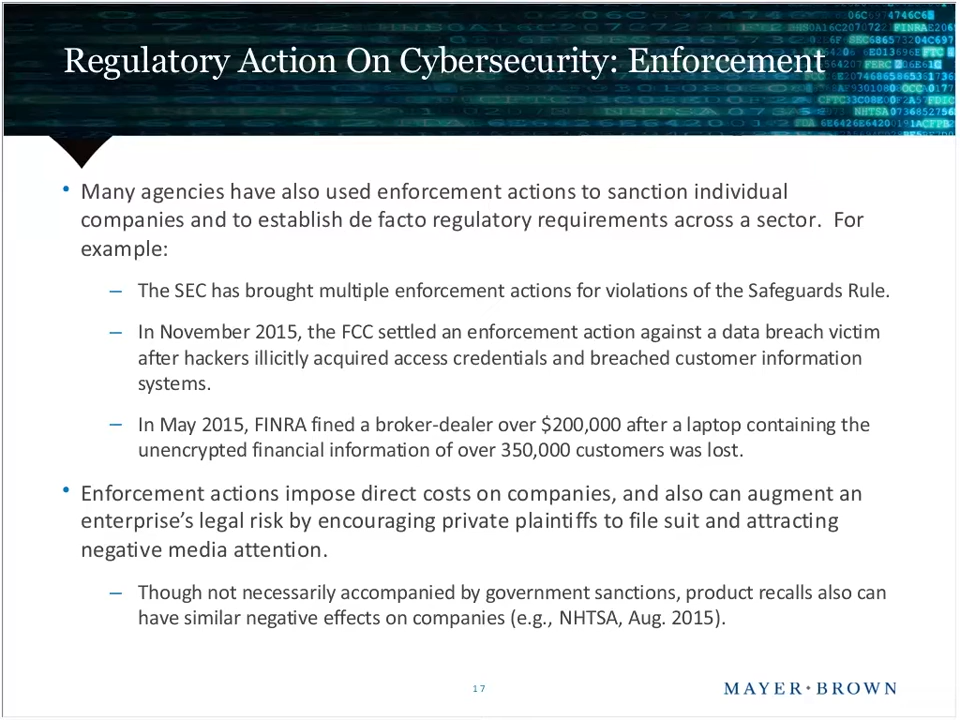 Regulatory Action On Cybersecurity: Enforcement
• Many agencies have also used enforcement actions to sanction individual
companies and to establish de facto regulatory requirements across a sector.  For
example:
– The SEC has brought multiple enforcement actions for violations of the Safeguards Rule.
– In November 2015, the FCC settled an enforcement action against a data breach victim
after hackers illicitly acquired access credentials and breached customer information
systems.
– In May 2015, FINRA fined a broker-dealer over $200,000 after a laptop containing the
unencrypted financial information of over 350,000 customers was lost.
• Enforcement actions impose direct costs on companies, and also can augment an
enterprise’s legal risk by encouraging private plaintiffs to file suit and attracting
negative media attention.
– Though not necessarily accompanied by government sanctions, product recalls also can
have similar negative effects on companies (e.g., NHTSA, Aug. 2015).
17
MAYER•BROWN